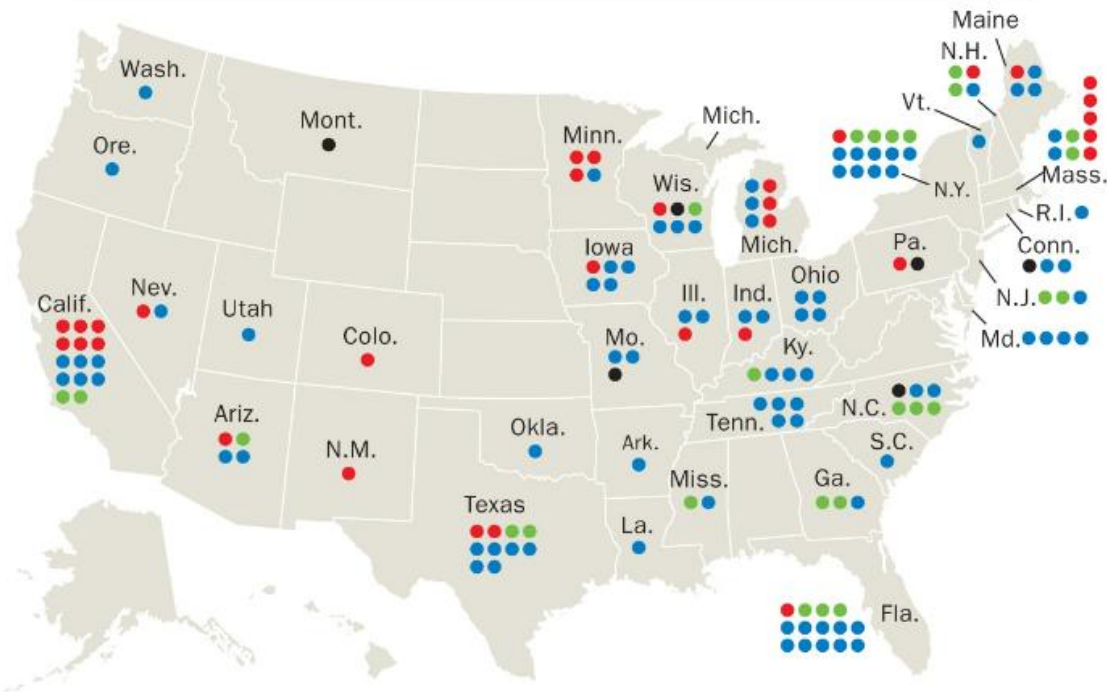 Maine
N.H.
Wash.
Vt.
Mich.
Mont.
Minn.
Ore.
Mass.
Wis.
N.Y.
R.I.
Mich.
Conn.
Iowa
Pa.
Ohio
Nev.
Ill.
Ind.
N.J.
Calif.
Utah
Colo.
Md.
Mo.
Ky.
Ariz.
N.C.
Tenn.
Okla.
Ark.
S.C.
N.M.
Miss.
Ga.
Texas
La.
Fla.